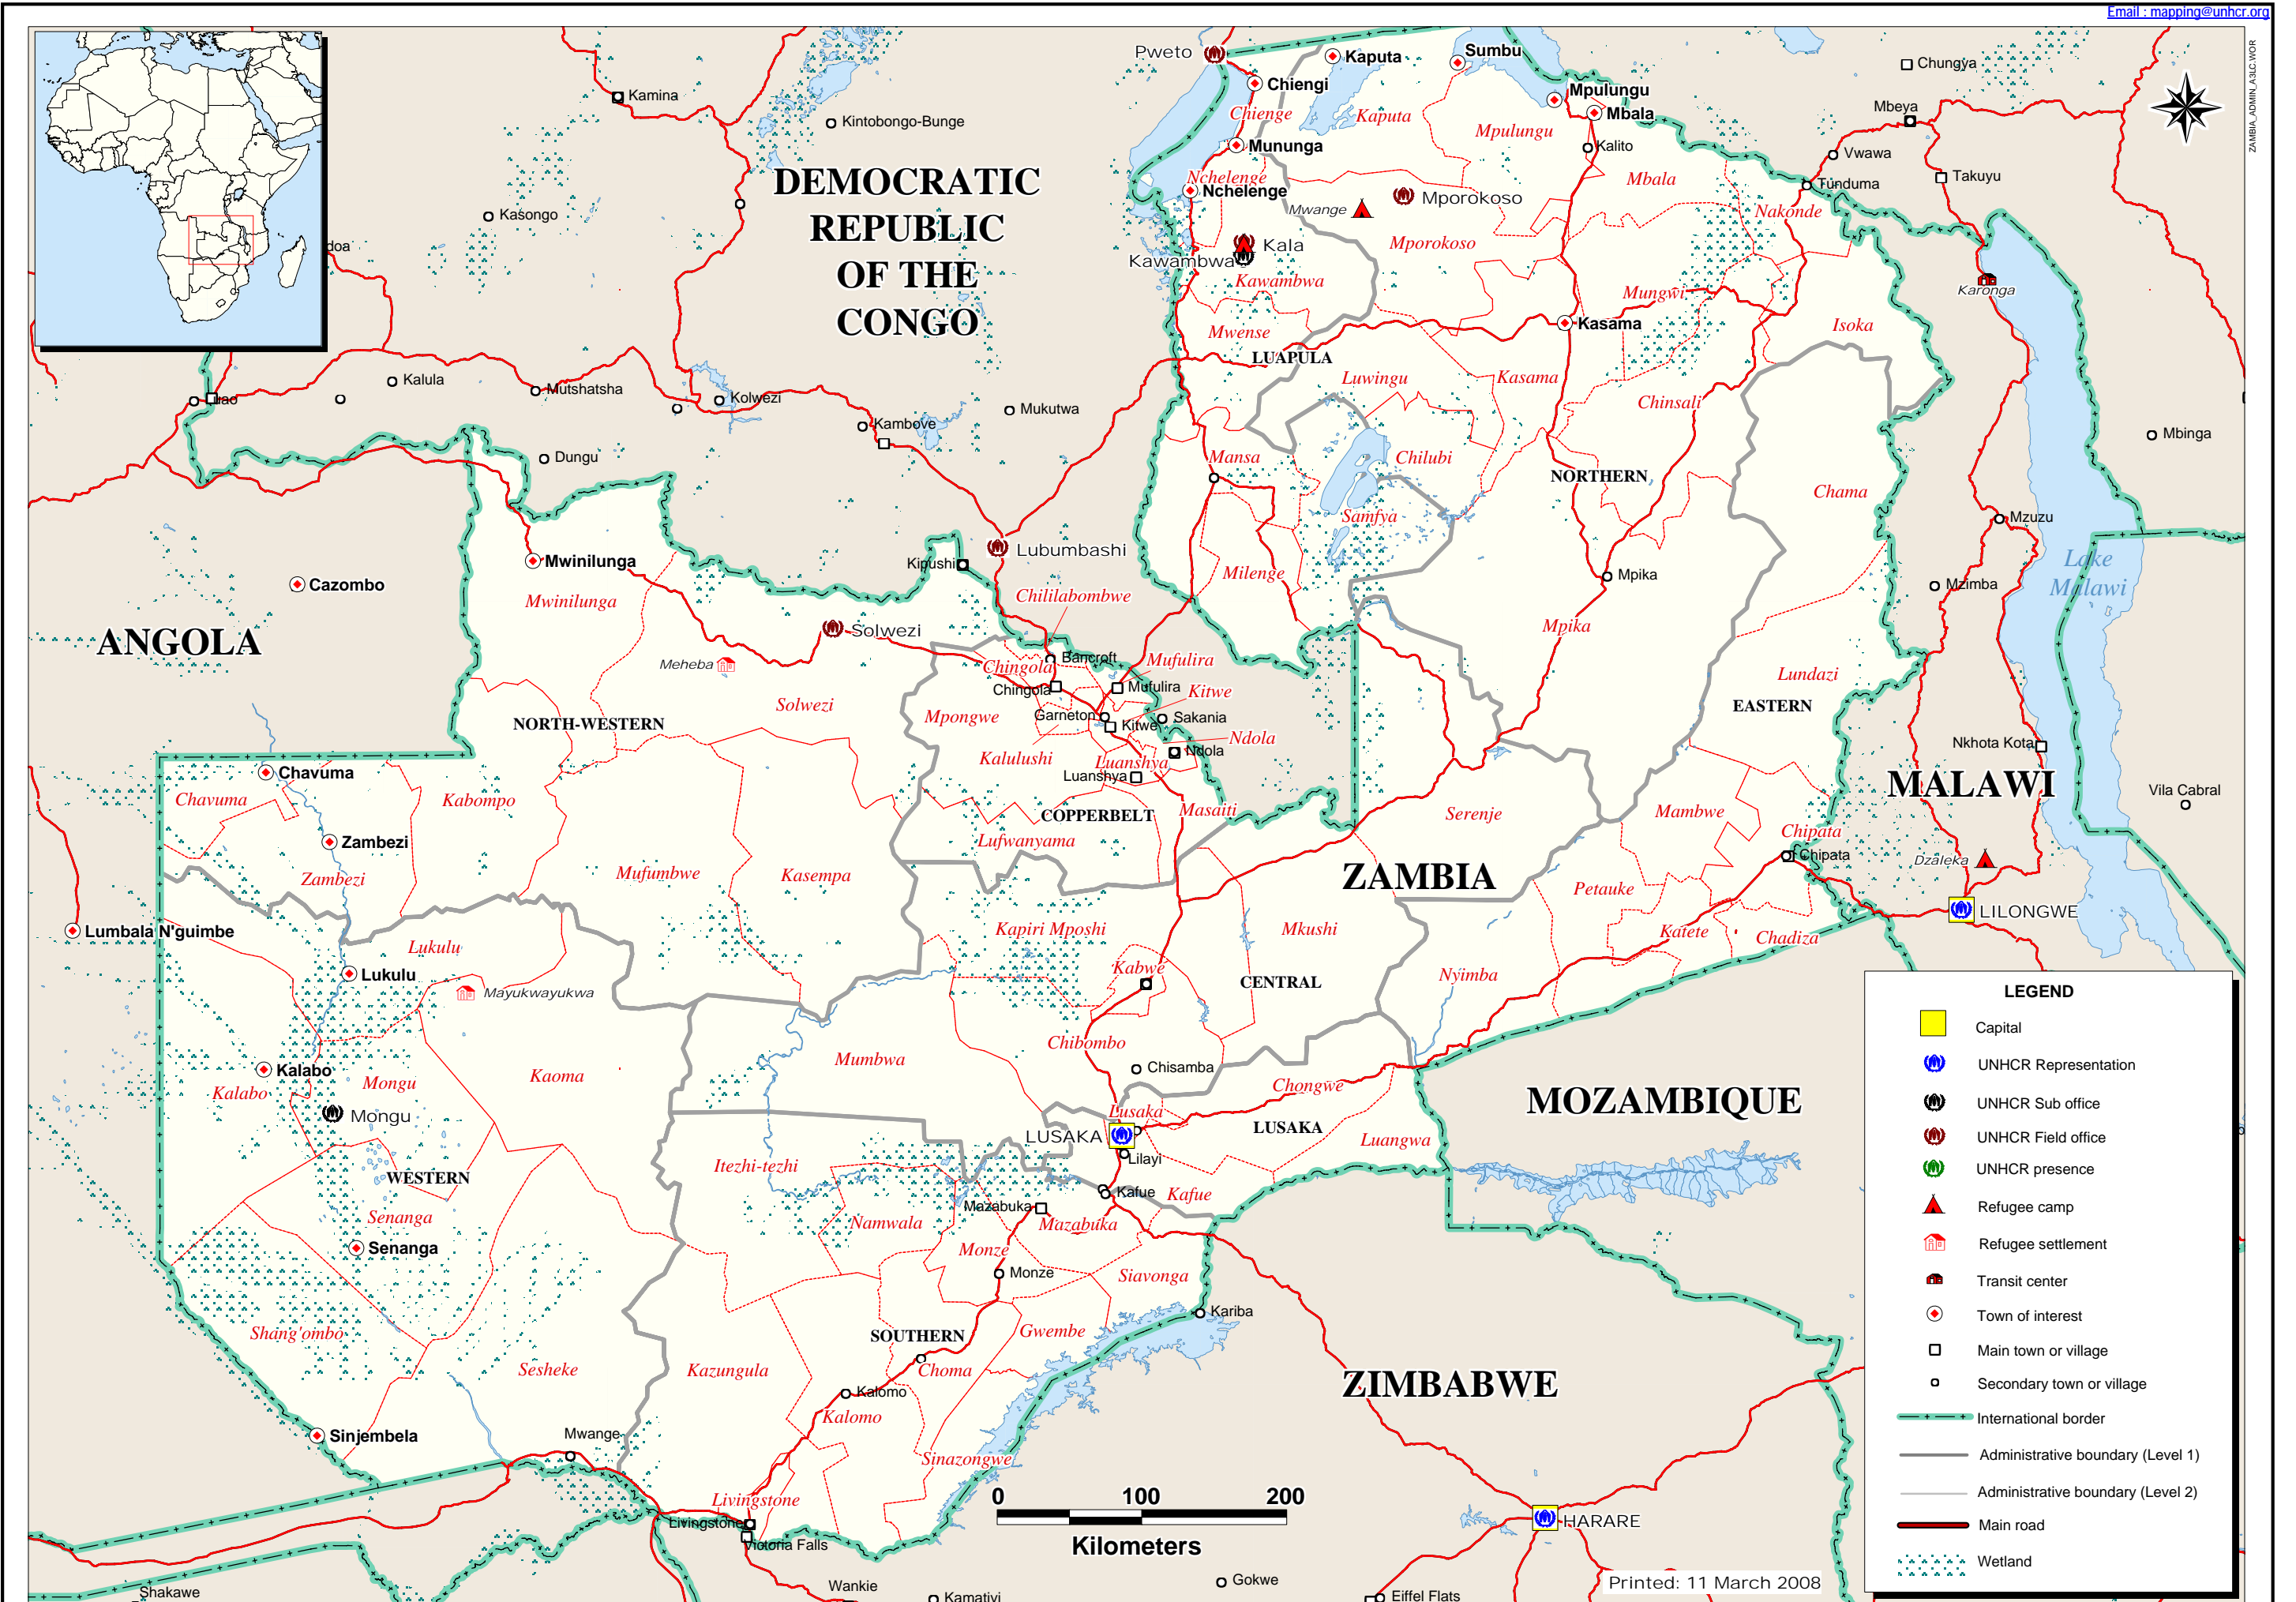 Email : mapping@unhcr.org
ZAMBIA_ADMIN_A3LC.WOR
Pweto
Kaputa
Sumbu
Chungya
Chiengi
Mpulungu
Kamina
Mbeya
Kintobongo-Bunge
Chienge
Kaputa
Mbala
Mpulungu
Mununga
Kalito
Vwawa
DEMOCRATIC
REPUBLIC
OF THE
CONGO
Nchelenge
Nchelenge
Mbala
Takuyu
Tunduma
Mwange
Mporokoso
Nakonde
Kasongo
doa
Kala
Mporokoso
Kawambwa
Kawambwa
Karonga
Mungwi
Kasama
Isoka
Mwense
LUAPULA
Luwingu
Kasama
Kalula
Mutshatsha
Kolwezi
Luao
Mukutwa
Chinsali
Kambove
Mbinga
Dungu
Mansa
Chilubi
NORTHERN
Chama
Samfya
Mzuzu
Lubumbashi
Mwinilunga
Kipushi
Lake
Malawi
Cazombo
Milenge
Mpika
Mzimba
Mwinilunga
Chililabombwe
ANGOLA
Solwezi
Mpika
Meheba
Bancroft
Chingola
Mufulira
Lundazi
Chingola
Mufulira
Kitwe
Solwezi
EASTERN
NORTH-WESTERN
Mpongwe
Garneton
Kitwe
Sakania
Ndola
Nkhota Kota
Ndola
Kalulushi
Luanshya
Luanshya
Chavuma
MALAWI
Chavuma
Kabompo
Vila Cabral
COPPERBELT
Masaiti
Serenje
Mambwe
Chipata
Zambezi
Lufwanyama
Chipata
Dzaleka
Zambezi
Mufumbwe
Kasempa
ZAMBIA
Petauke
LILONGWE
Lumbala N'guimbe
Kapiri Mposhi
Mkushi
Katete
Chadiza
Lukulu
Lukulu
Kabwe
Nyimba
CENTRAL
Mayukwayukwa
LEGEND
Capital
UNHCR Representation
UNHCR Sub office
UNHCR Field office
UNHCR presence
Refugee camp
Refugee settlement
Transit center
Town of interest
Main town or village
Secondary town or village
International border
Administrative boundary (Level 1)
Administrative boundary (Level 2)
Main road
Wetland
Chibombo
Mumbwa
Kalabo
Kaoma
Chisamba
Mongu
Kalabo
Chongwe
MOZAMBIQUE
Mongu
Lusaka
LUSAKA
LUSAKA
Luangwa
Lilayi
Itezhi-tezhi
WESTERN
Kafue
Kafue
Mazabuka
Senanga
Namwala
Mazabuka
Senanga
Monze
Monze
Siavonga
Kariba
Shang'ombo
SOUTHERN
Gwembe
Sesheke
Kazungula
Choma
ZIMBABWE
Kalomo
Kalomo
Sinjembela
Mwange
Sinazongwe
0 100 200
Kilometers
Livingstone
Livingstone
HARARE
Victoria Falls
Gokwe
Printed: 11 March 2008
Wankie
Shakawe
Kamativi
Eiffel Flats